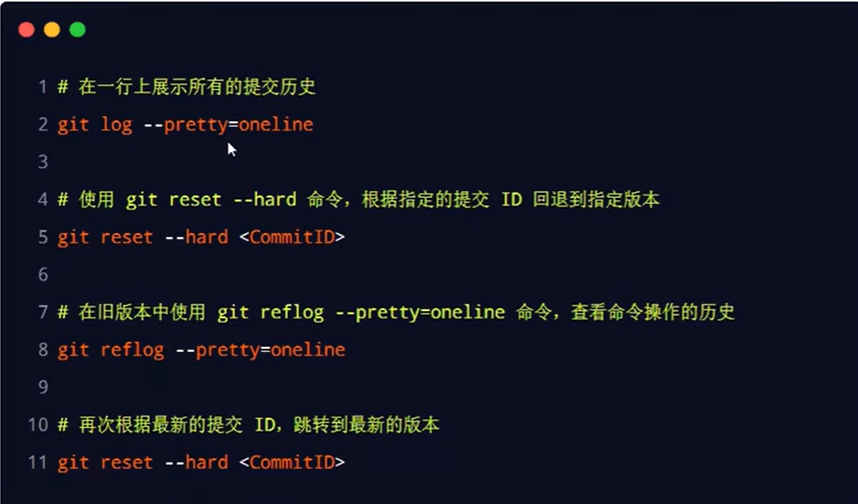 1 # 在一行上展示所有的提交历史
2 git log --pretty=oneline
3
4 # 使用 git reset --hard 命令，根据指定的提交 ID 回退到指定版本
5 git reset --hard <CommitID>
6
7 # 在旧版本中使用 git reflog --pretty=oneline 命令，查看命令操作的历史
8 git reflog --pretty=oneline
9
10 # 再次根据最新的提交 ID，跳转到最新的版本
11 git reset --hard <CommitID>